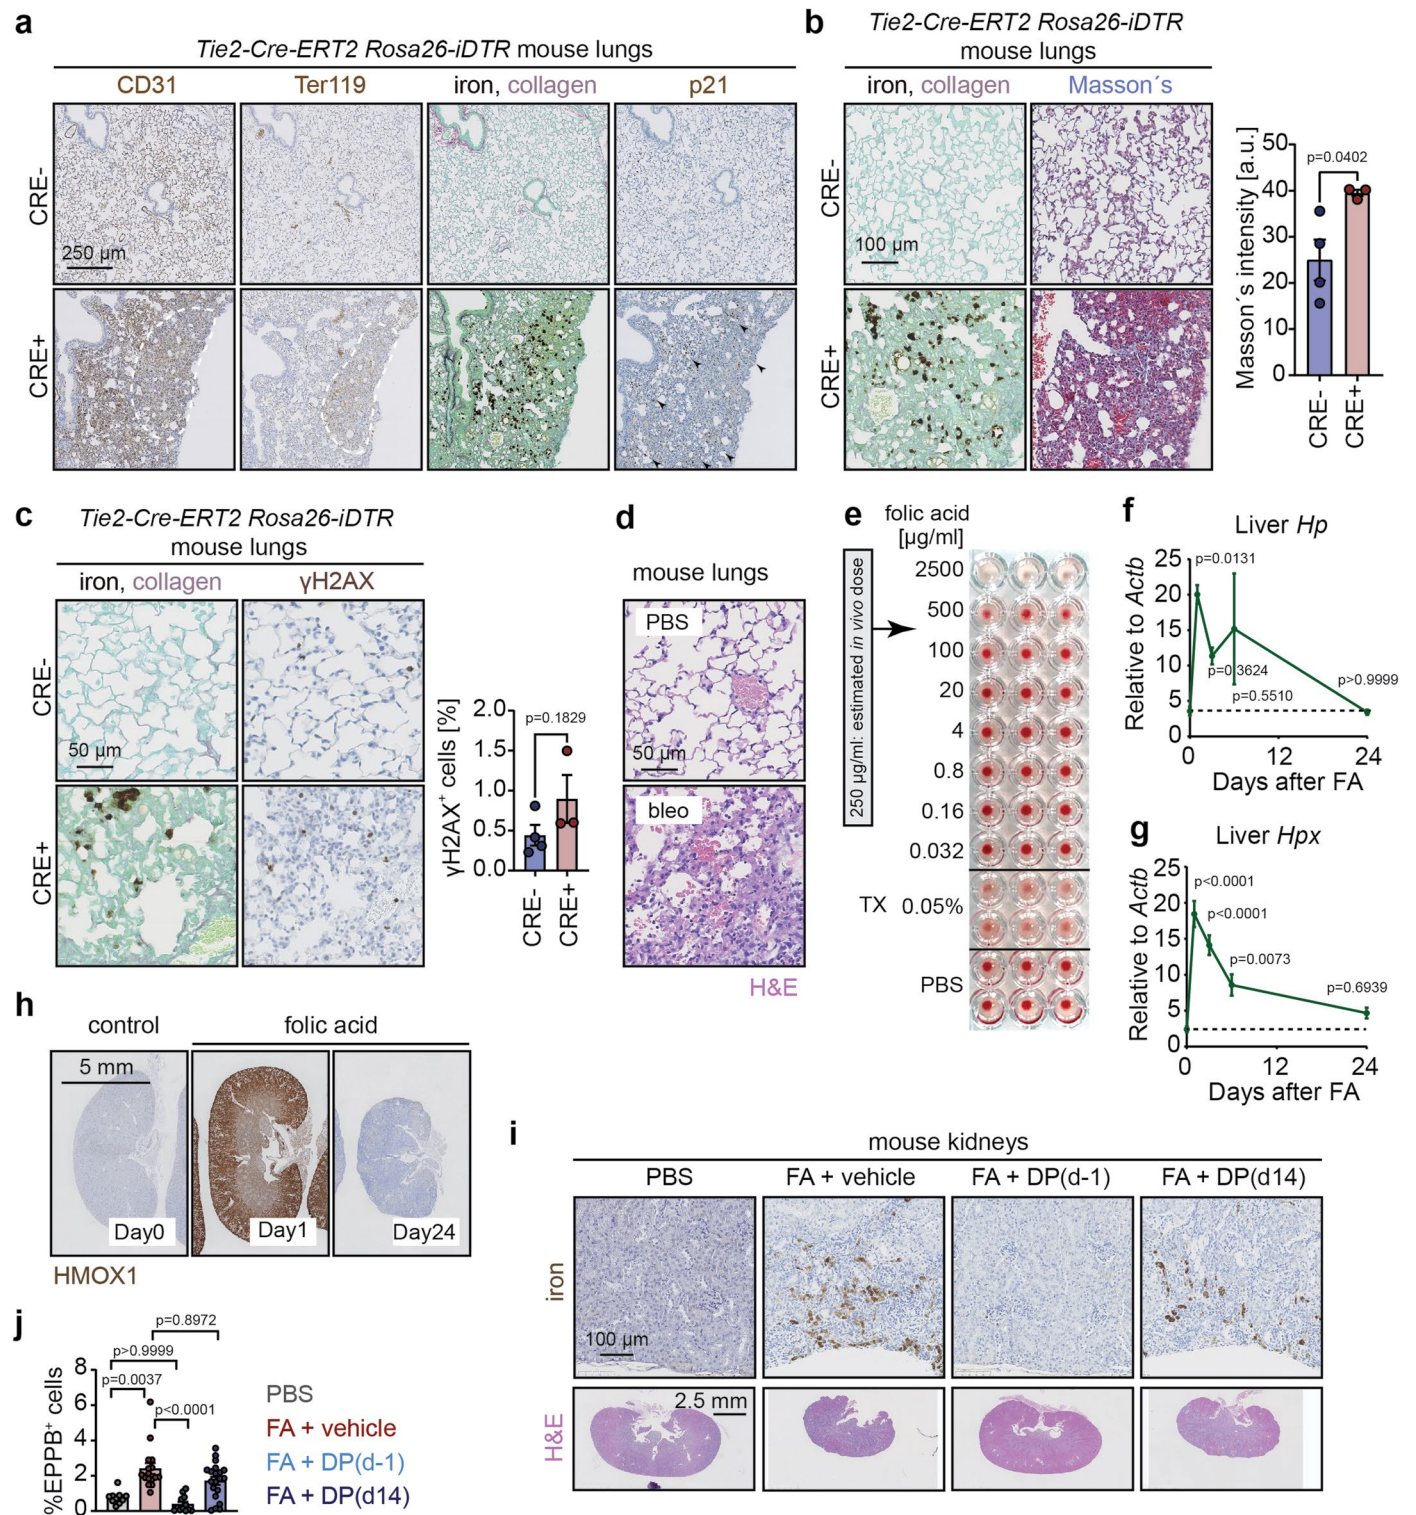 a
Tie2-Cre-ERT2 Rosa26-iDTR mouse lungs
CD31 Ter119 iron, collagen p21
CRE-
250 µm
CRE+
b
Tie2-Cre-ERT2 Rosa26-iDTR
mouse lungs
iron, collagen Masson´s
CRE-
100 µm
CRE+
Masson´s intensity [a.u.]
50
40
30
20
10
0
p=0.0402
CRE-
CRE+
c
Tie2-Cre-ERT2 Rosa26-iDTR
mouse lungs
iron, collagen γH2AX
CRE-
50 µm
CRE+
γH2AX⁺ cells [%]
2.0
1.5
1.0
0.5
0.0
p=0.1829
CRE-
CRE+
d
mouse lungs
PBS
50 µm
bleo
H&E
e
folic acid
[µg/ml]
250 µg/ml: estimated in vivo dose
2500
500
100
20
4
0.8
0.16
0.032
TX 0.05%
PBS
f
Liver Hp
Relative to Actb
25
20
15
10
5
0
p=0.0131
p=0.3624
p=0.5510
p>0.9999
0 12 24
Days after FA
g
Liver Hpx
Relative to Actb
25
20
15
10
5
0
p<0.0001
p<0.0001
p=0.0073
p=0.6939
0 12 24
Days after FA
h
control folic acid
5 mm
Day0 Day1 Day24
HMOX1
i
mouse kidneys
PBS FA + vehicle FA + DP(d-1) FA + DP(d14)
iron
100 µm
H&E
2.5 mm
j
%EPPB⁺ cells
8
6
4
2
0
p=0.8972
p>0.9999
p=0.0037
p<0.0001
PBS
FA + vehicle
FA + DP(d-1)
FA + DP(d14)